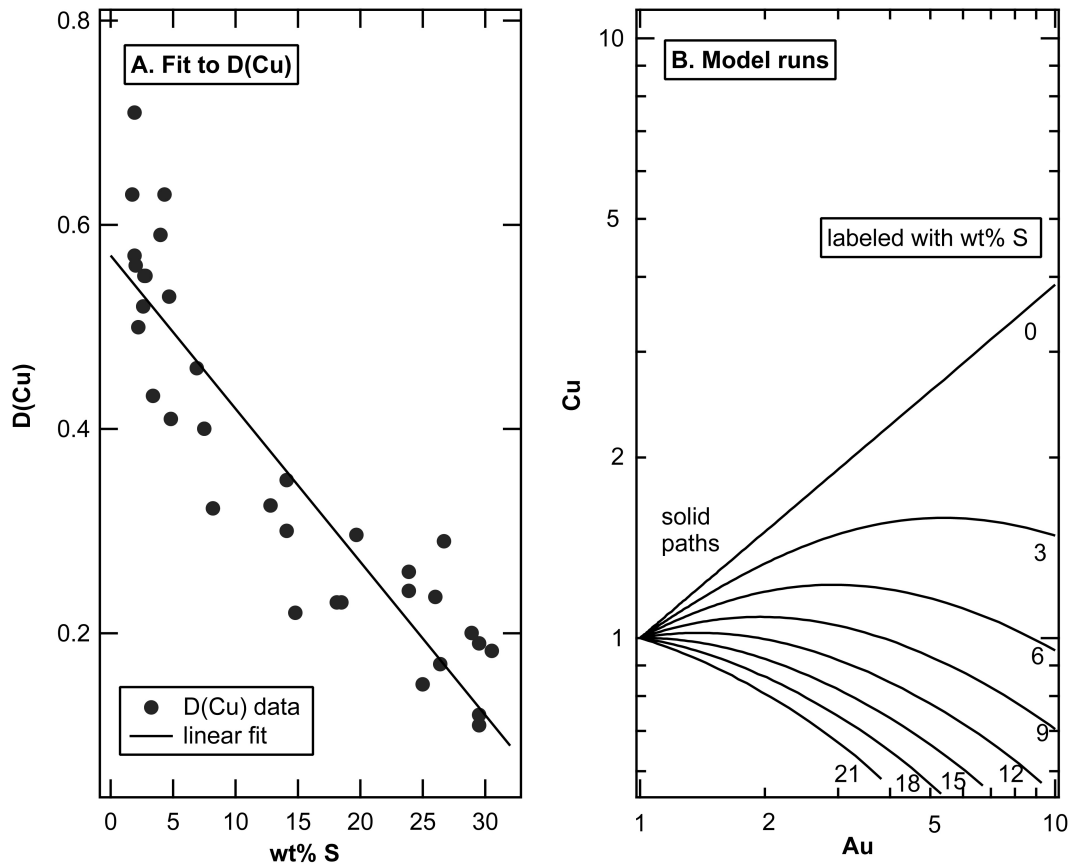 A. Fit to D(Cu)
0.8
0.6
0.4
0.2
D(Cu)
D(Cu) data
linear fit
0 5 10 15 20 25 30
wt% S
B. Model runs
labeled with wt% S
10
5
2
1
Cu
solid
paths
0
3
6
9
12
15
18
21
1 2 5 10
Au